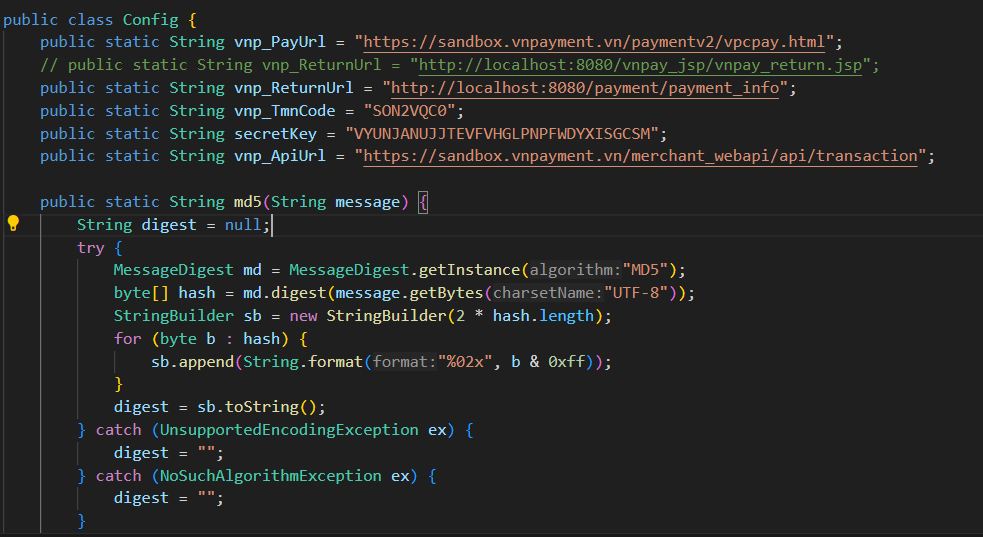 public class Config {
public static String vnp_PayUrl = "https://sandbox.vnpayment.vn/paymentv2/vpcpay.html";
// public static String vnp_ReturnUrl = "http://localhost:8080/vnpay_jsp/vnpay_return.jsp";
public static String vnp_ReturnUrl = "http://localhost:8080/payment/payment_info";
public static String vnp_TmnCode = "SON2VQC0";
public static String secretKey = "VYUNJANUJJTEVFVHGLPNPFWDYXISGCSM";
public static String vnp_ApiUrl = "https://sandbox.vnpayment.vn/merchant_webapi/api/transaction";
public static String md5(String message) {
String digest = null;
try {
MessageDigest md = MessageDigest.getInstance(algorithm:"MD5");
byte[] hash = md.digest(message.getBytes(charsetName:"UTF-8"));
StringBuilder sb = new StringBuilder(2 * hash.length);
for (byte b : hash) {
sb.append(String.format(format:"%02x", b & 0xff));
}
digest = sb.toString();
} catch (UnsupportedEncodingException ex) {
digest = "";
} catch (NoSuchAlgorithmException ex) {
digest = "";
}